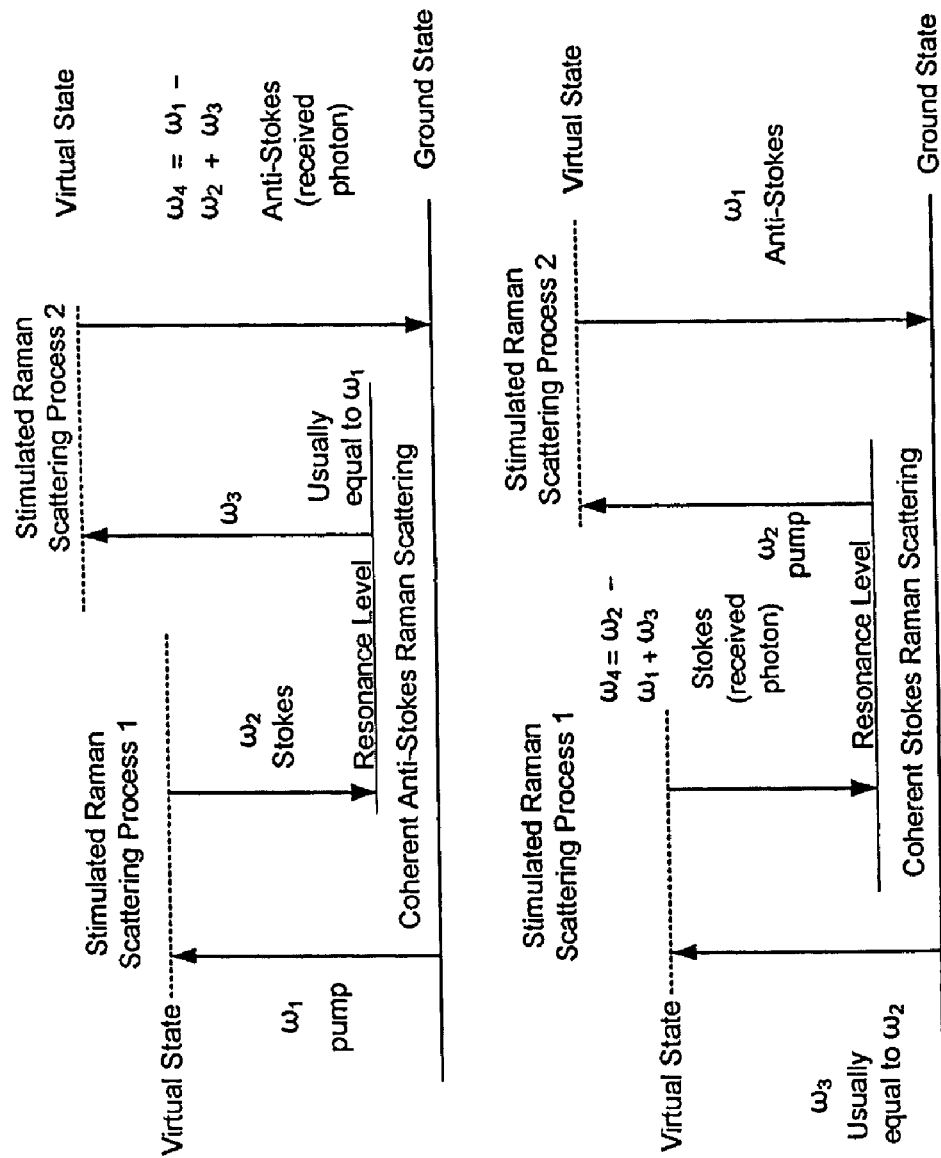 Stimulated Raman
Scattering Process 1
Stimulated Raman
Scattering Process 2
Virtual State
Virtual State
ω1
pump
ω2
Stokes
ω3
Usually
equal to ω1
ω4 = ω1 –
ω2 + ω3
Anti-Stokes
(received
photon)
Resonance Level
Coherent Anti-Stokes Raman Scattering
Ground State
Stimulated Raman
Scattering Process 1
Stimulated Raman
Scattering Process 2
Virtual State
Virtual State
ω3
Usually
equal to ω2
ω4 = ω2 –
ω1 + ω3
Stokes
(received
photon)
ω2
pump
ω1
Anti-Stokes
Resonance Level
Coherent Stokes Raman Scattering
Ground State